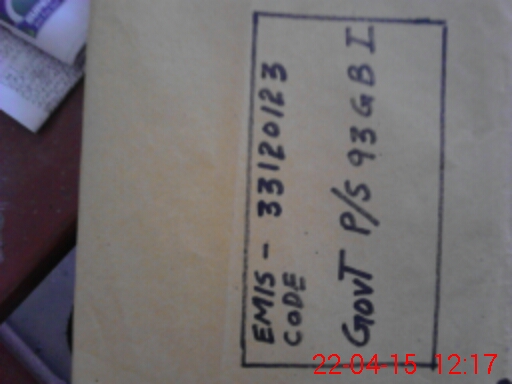 EMIS - 33120123
CODE
GOVT P/S 93 GB I
22-04-15 12:17